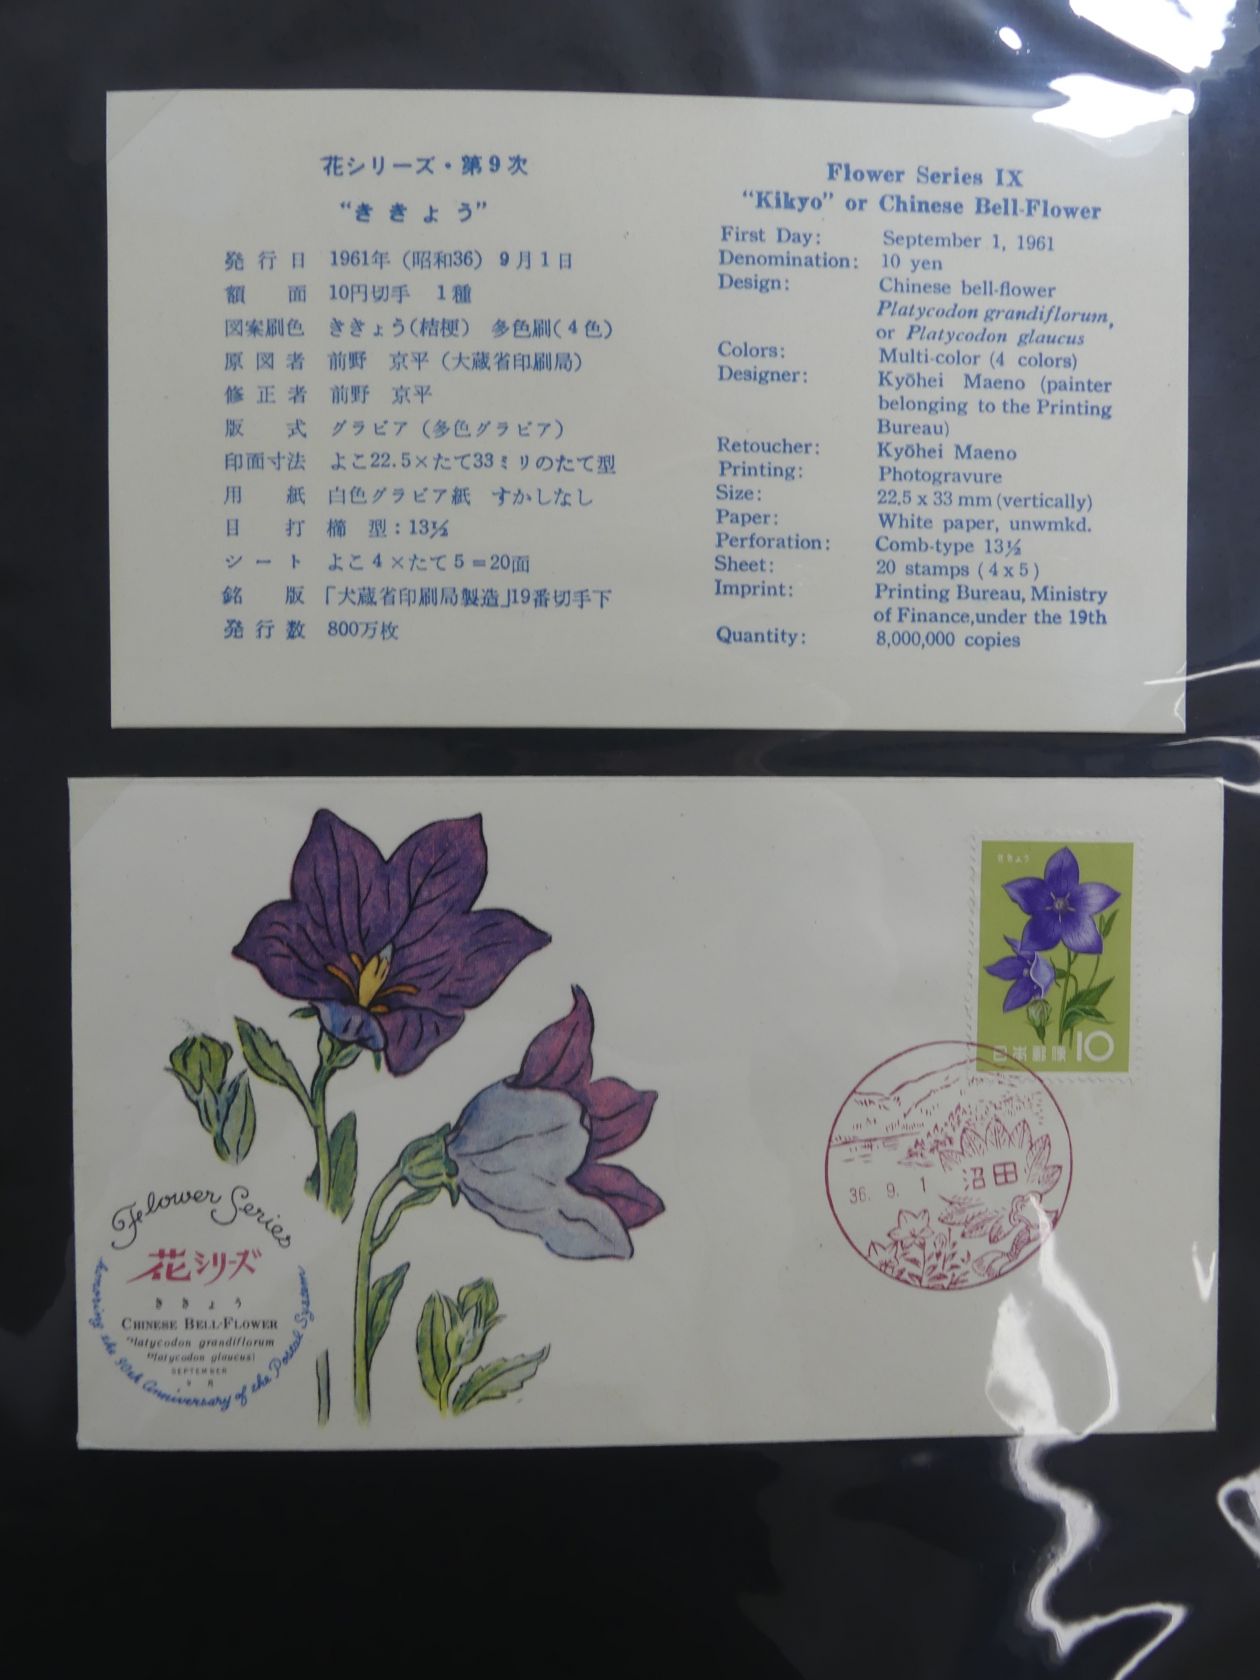 花シリーズ・第9次
“ききょう”
発行日 1961年（昭和36）9月1日
額面 10円切手 1種
図案刷色 ききょう（桔梗） 多色刷（4色）
原図者 前野 京平（大蔵省印刷局）
修正者 前野 京平
版式 グラビア（多色グラビア）
印面寸法 よこ22.5×たて33ミリのたて型
用紙 白色グラビア紙 すかしなし
目打 櫛型：13½
シート よこ4×たて5=20面
銘版 「大蔵省印刷局製造」19番切手下
発行数 800万枚
Flower Series IX
“Kikyo” or Chinese Bell-Flower
First Day: September 1, 1961
Denomination: 10 yen
Design: Chinese bell-flower
Platycodon grandiflorum,
or Platycodon glaucus
Colors: Multi-color (4 colors)
Designer: Kyōhei Maeno (painter
belonging to the Printing
Bureau)
Retoucher: Kyōhei Maeno
Printing: Photogravure
Size: 22.5 x 33 mm (vertically)
Paper: White paper, unwmkd.
Perforation: Comb-type 13½
Sheet: 20 stamps (4x5)
Imprint: Printing Bureau, Ministry
of Finance,under the 19th
Quantity: 8,000,000 copies
ききょう
日本郵便 10
36. 9. 1
沼田
Flower Series
花シリーズ
ききょう
CHINESE BELL-FLOWER
Platycodon grandiflorum
Platycodon glaucus)
SEPTEMBER
9月
honoring the 90th anniversary of the Postal System